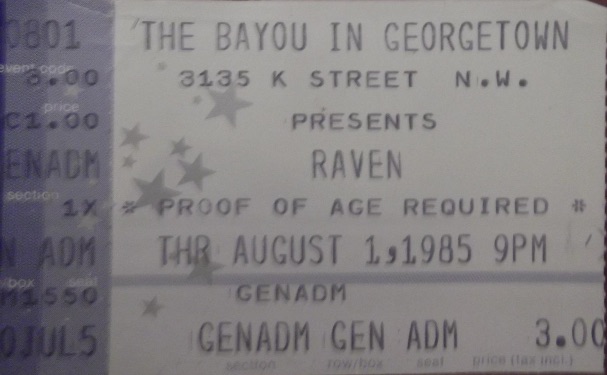 0801 THE BAYOU IN GEORGETOWN
event code
3.00 3135 K STREET N.W.
price
C1.00 PRESENTS
ENADM RAVEN
section
1X * PROOF OF AGE REQUIRED *
N ADM THR AUGUST 1,1985 9PM
box seat
M1550 GENADM
0JUL5 GENADM GEN ADM 3.00
section row/box seat price (tax incl.)